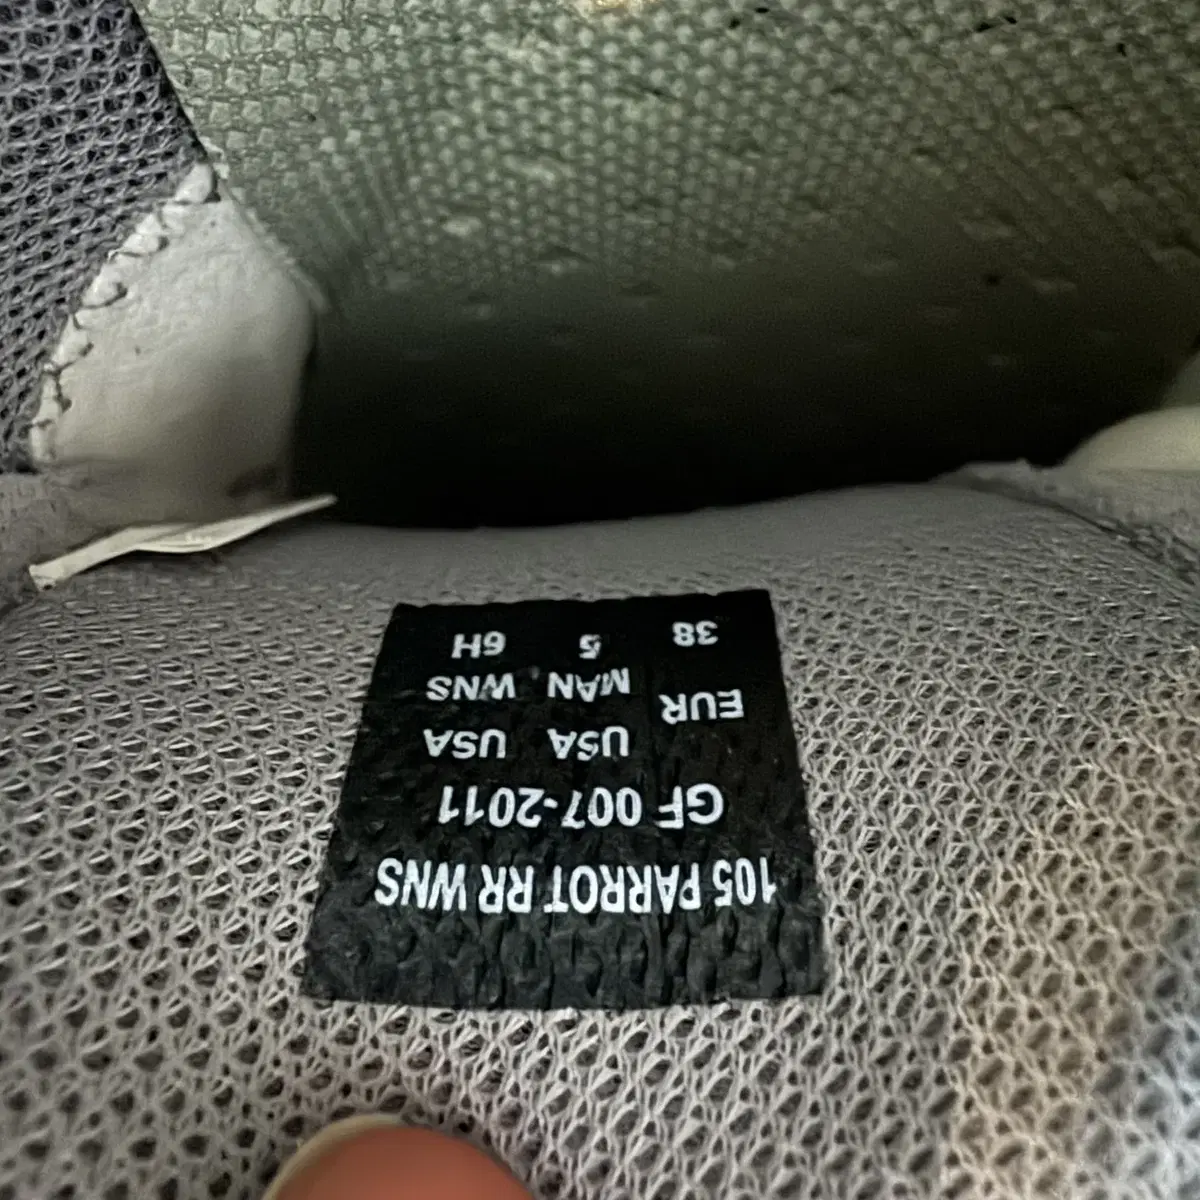 105 PARROT RR WNS
GF 007-2011
USA USA
EUR MAN WNS
38 5 6H